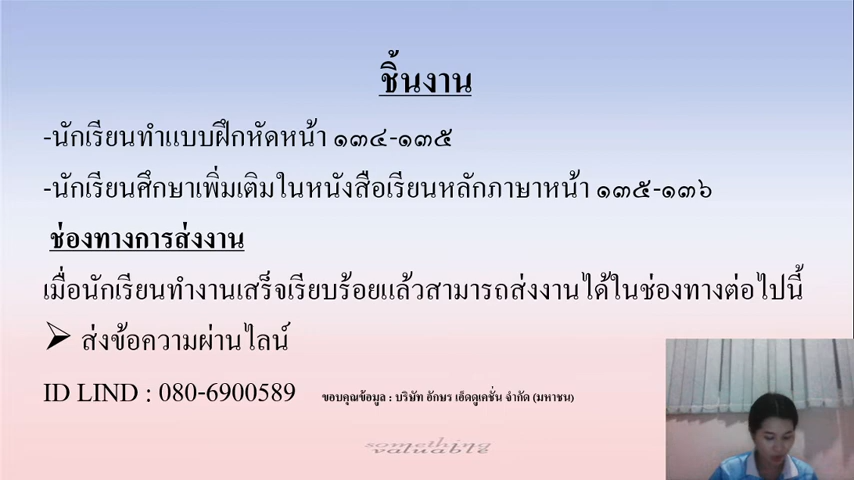 ชิ้นงาน
-นักเรียนทำแบบฝึกหัดหน้า ๑๓๔-๑๓๕
-นักเรียนศึกษาเพิ่มเติมในหนังสือเรียนหลักภาษาหน้า ๑๓๕-๑๓๖
ช่องทางการส่งงาน
เมื่อนักเรียนทำงานเสร็จเรียบร้อยแล้วสามารถส่งงานได้ในช่องทางต่อไปนี้
➢ ส่งข้อความผ่านไลน์
ID LIND : 080-6900589 ขอบคุณข้อมูล : บริษัท อักษร เอ็ดดูเคชั่น จำกัด (มหาชน)
something
valuable